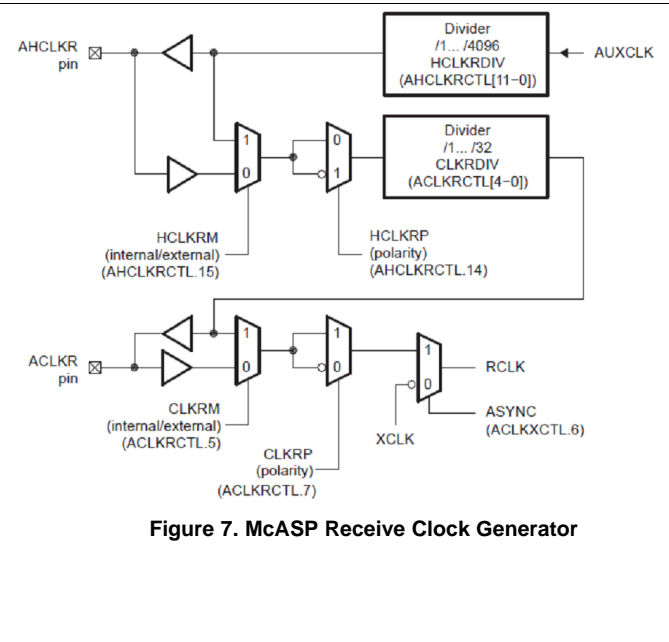 AHCLKR
pin
Divider
/1... /4096
HCLKRDIV
(AHCLKRCTL[11−0])
AUXCLK
1
0
0
1
Divider
/1... /32
CLKRDIV
(ACLKRCTL[4−0])
HCLKRM
(internal/external)
(AHCLKRCTL.15)
HCLKRP
(polarity)
(AHCLKRCTL.14)
ACLKR
pin
1
0
1
0
1
0
RCLK
ASYNC
(ACLKXCTL.6)
XCLK
CLKRM
(internal/external)
(ACLKRCTL.5)
CLKRP
(polarity)
(ACLKRCTL.7)
Figure 7. McASP Receive Clock Generator